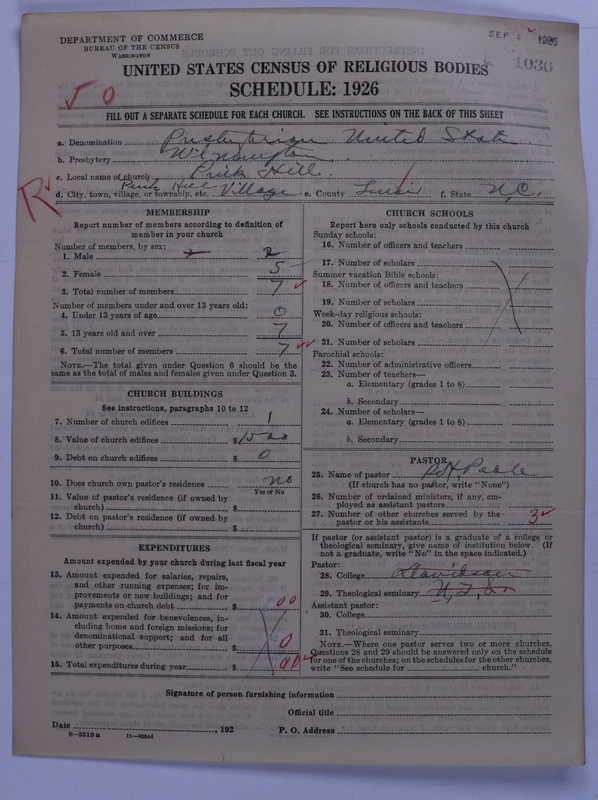 DEPARTMENT OF COMMERCE
BUREAU OF THE CENSUS
WASHINGTON
SEP 4 1926
1030
UNITED STATES CENSUS OF RELIGIOUS BODIES
SCHEDULE: 1926
50
FILL OUT A SEPARATE SCHEDULE FOR EACH CHURCH. SEE INSTRUCTIONS ON THE BACK OF THIS SHEET
a. Denomination Presbyterian United States
b. Presbytery Wilmington
c. Local name of church Pink Hill
d. City, town, village, or township, etc. Pink Hill Village e. County Lenoir f. State N.C.
R
MEMBERSHIP
Report number of members according to definition of
member in your church
Number of members, by sex:
1. Male 2
2. Female 5
3. Total number of members 7
Number of members under and over 13 years old:
4. Under 13 years of age 0
5. 13 years old and over 7
6. Total number of members 7
NOTE.—The total given under Question 6 should be the
same as the total of males and females given under Question 3.
CHURCH BUILDINGS
See instructions, paragraphs 10 to 12
7. Number of church edifices 1
8. Value of church edifices $1500
9. Debt on church edifices $ 0
10. Does church own pastor's residence no
Yes or No
11. Value of pastor's residence (if owned by
church) $
12. Debt on pastor's residence (if owned by
church) $
EXPENDITURES
Amount expended by your church during last fiscal year
13. Amount expended for salaries, repairs,
and other running expenses; for im-
provements or new buildings; and for
payments on church debt $
14. Amount expended for benevolences, in-
cluding home and foreign missions; for
denominational support; and for all
other purposes $ 0
15. Total expenditures during year $
CHURCH SCHOOLS
Report here only schools conducted by this church
Sunday schools:
16. Number of officers and teachers
17. Number of scholars
Summer vacation Bible schools:
18. Number of officers and teachers
19. Number of scholars
Week-day religious schools:
20. Number of officers and teachers
21. Number of scholars
Parochial schools:
22. Number of administrative officers
23. Number of teachers—
a. Elementary (grades 1 to 8)
b. Secondary
24. Number of scholars—
a. Elementary (grades 1 to 8)
b. Secondary
PASTOR
25. Name of pastor
(If church has no pastor, write "None")
26. Number of ordained ministers, if any, em-
ployed as assistant pastors
27. Number of other churches served by the
pastor or his assistants 3
If pastor (or assistant pastor) is a graduate of a college or
theological seminary, give name of institution below. (If
not a graduate, write "No" in the space indicated.)
Pastor:
28. College Davidson
29. Theological seminary
Assistant pastor:
30. College
31. Theological seminary
NOTE.—Where one pastor serves two or more churches,
Questions 28 and 29 should be answered only on the schedule
for one of the churches; on the schedules for the other churches,
write "See schedule for church."
Signature of person furnishing information
Official title
Date , 192 P. O. Address
8—5518a 11—9534d